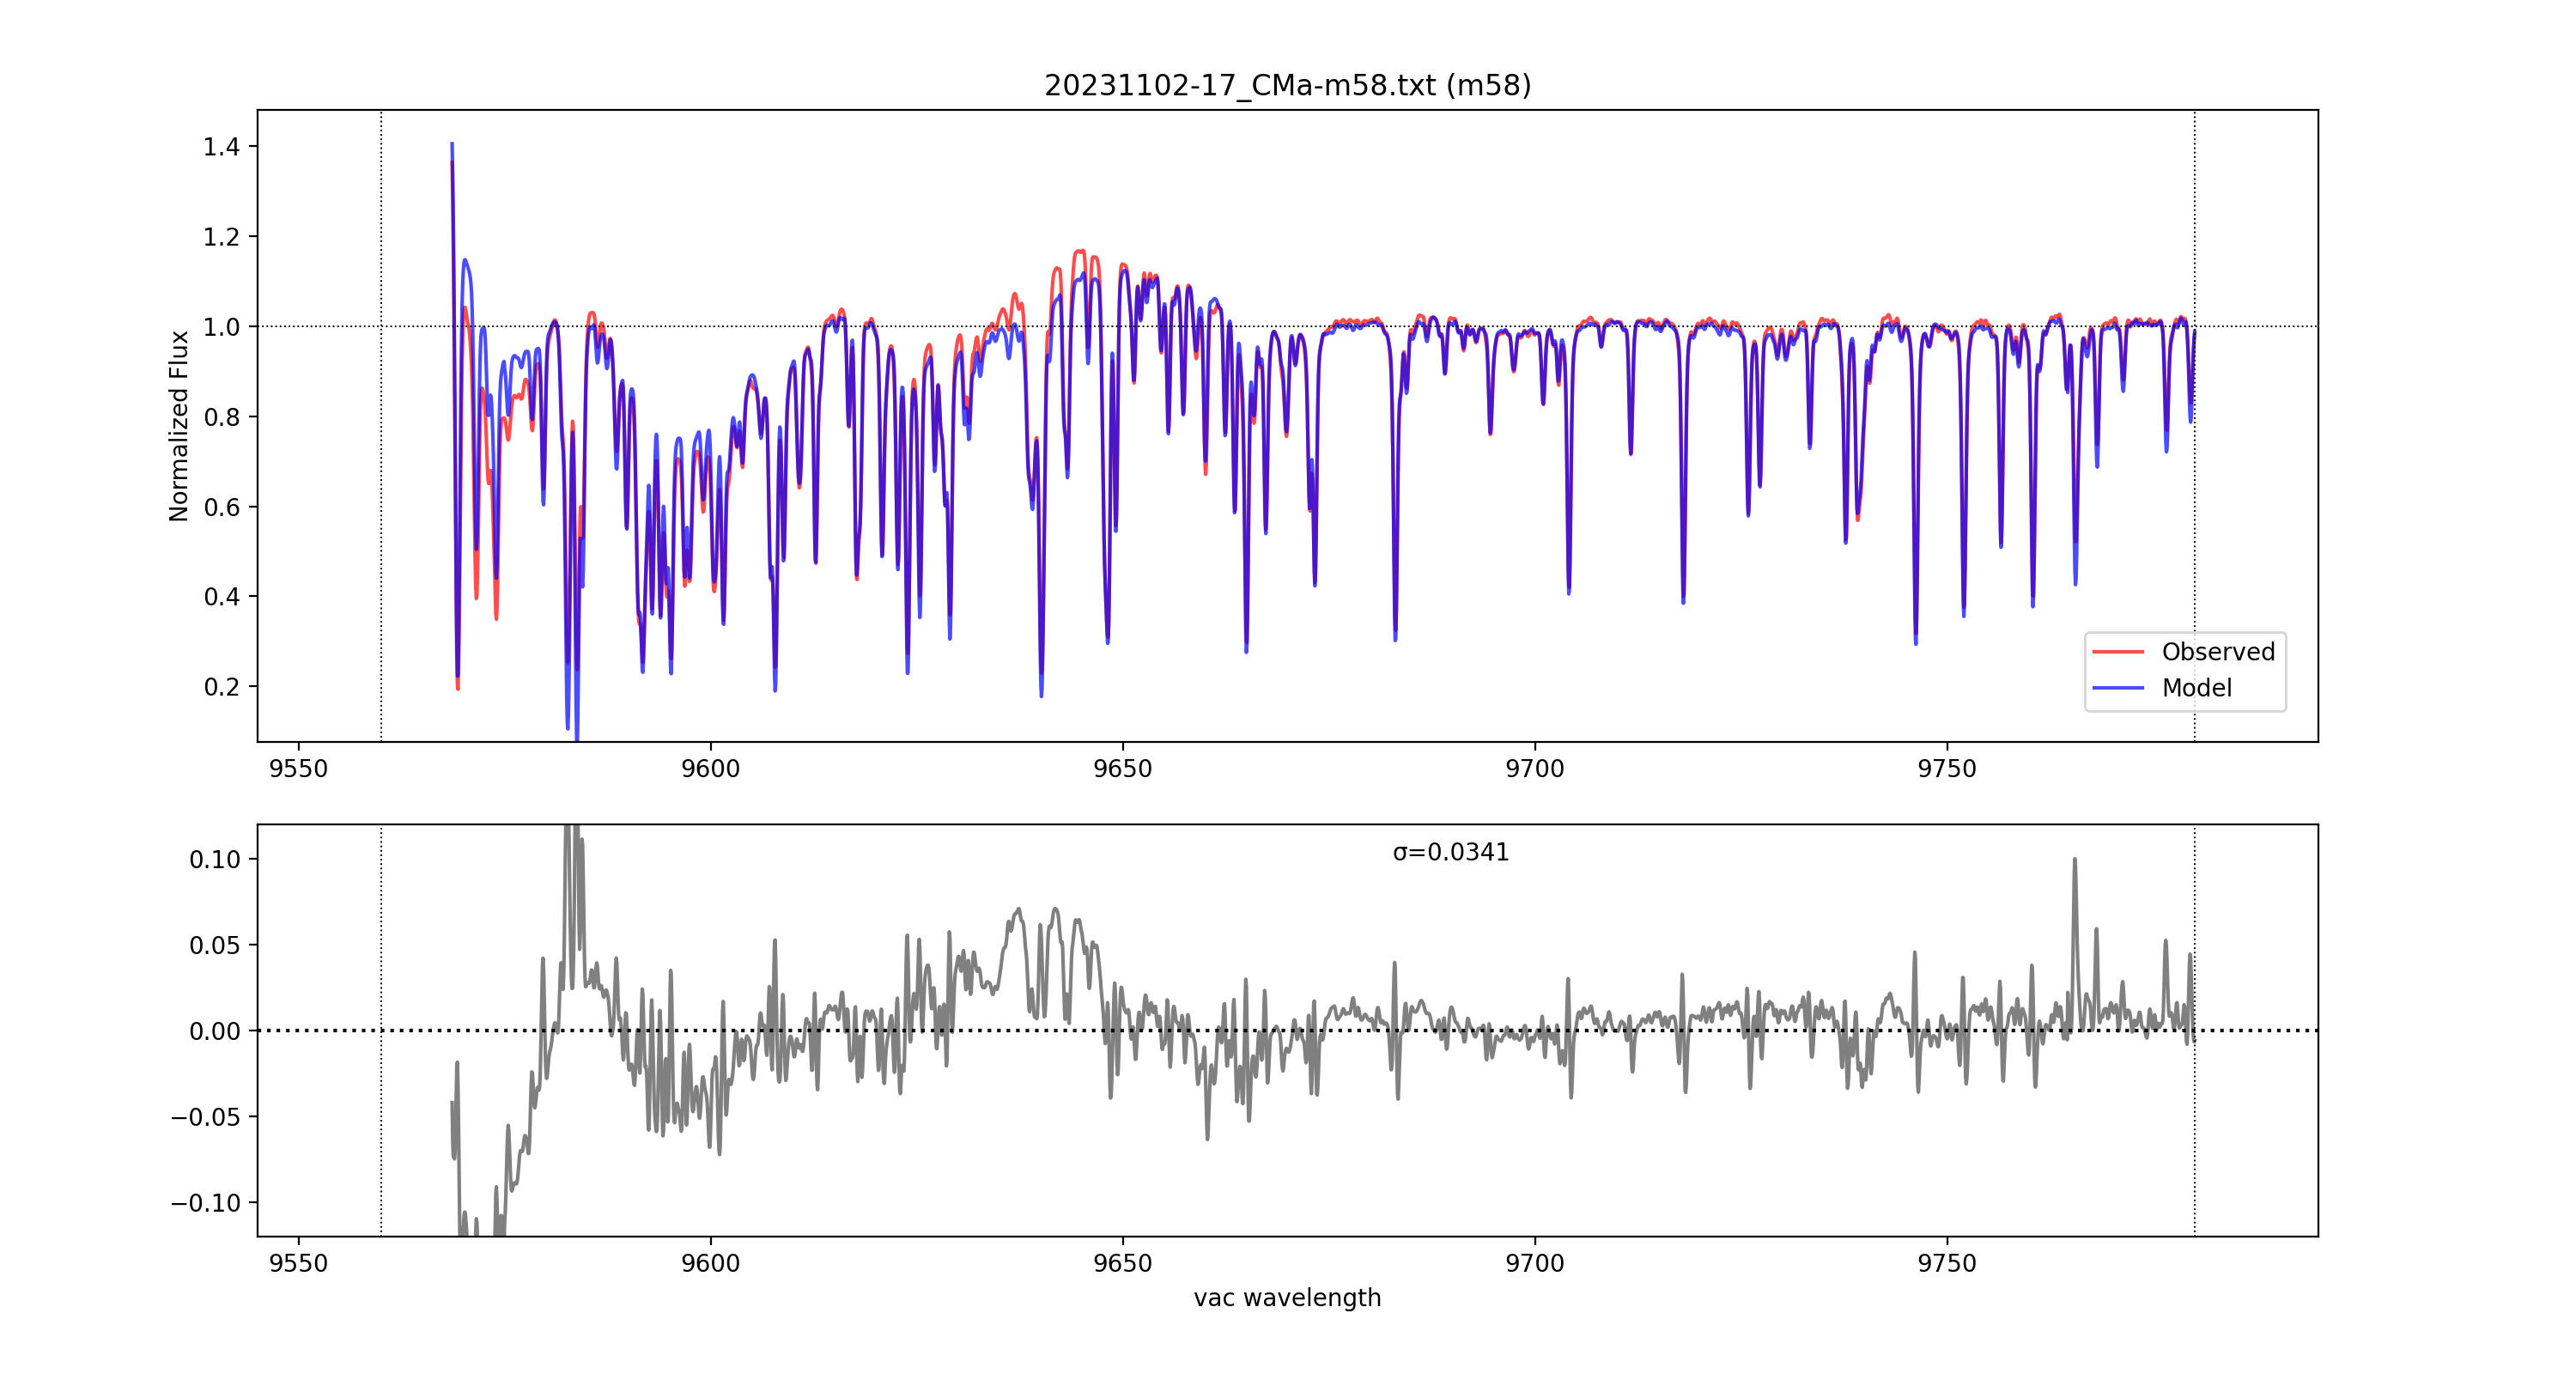 20231102-17_CMa-m58.txt (m58)
Normalized Flux
1.4
1.2
1.0
0.8
0.6
0.4
0.2
Observed
Model
9550 9600 9650 9700 9750
σ=0.0341
0.10
0.05
0.00
−0.05
−0.10
9550 9600 9650 9700 9750
vac wavelength